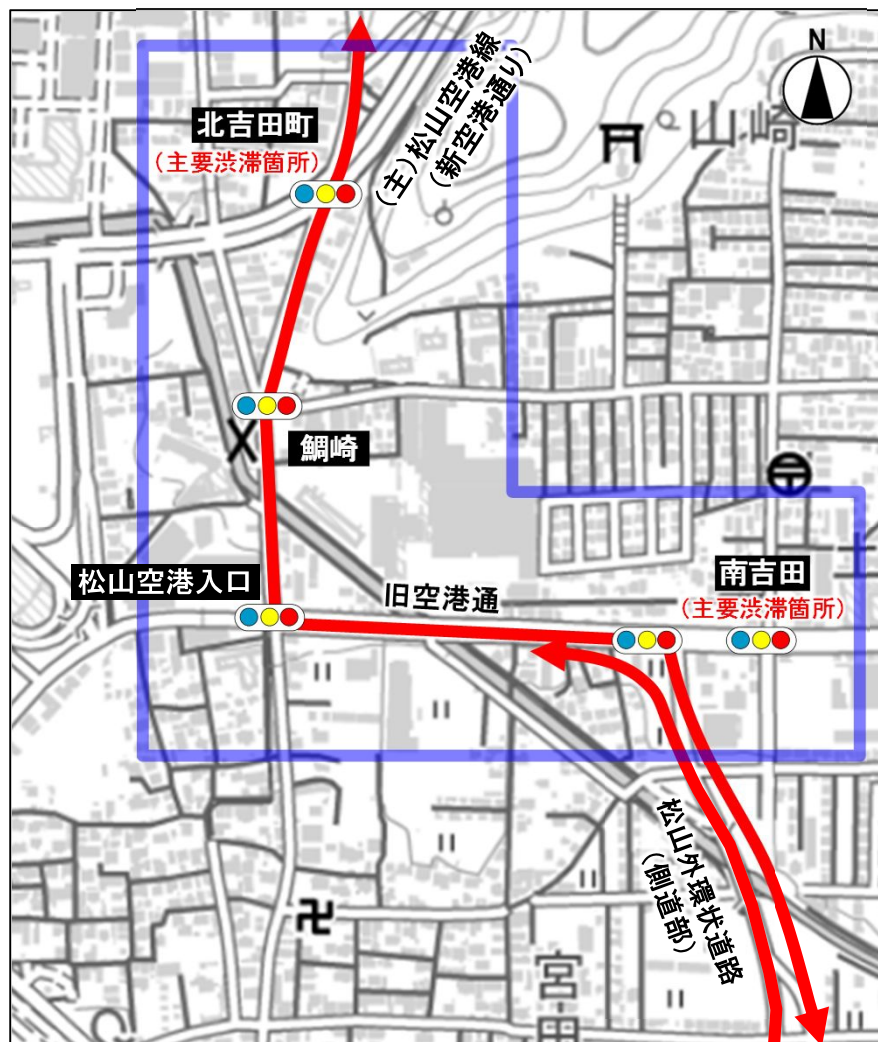 N
(主)松山空港線
(新空港通り)
北吉田町
(主要渋滞箇所)
山崎
鯛崎
松山空港入口
旧空港通
南吉田
(主要渋滞箇所)
松山外環状道路
(側道部)
宮